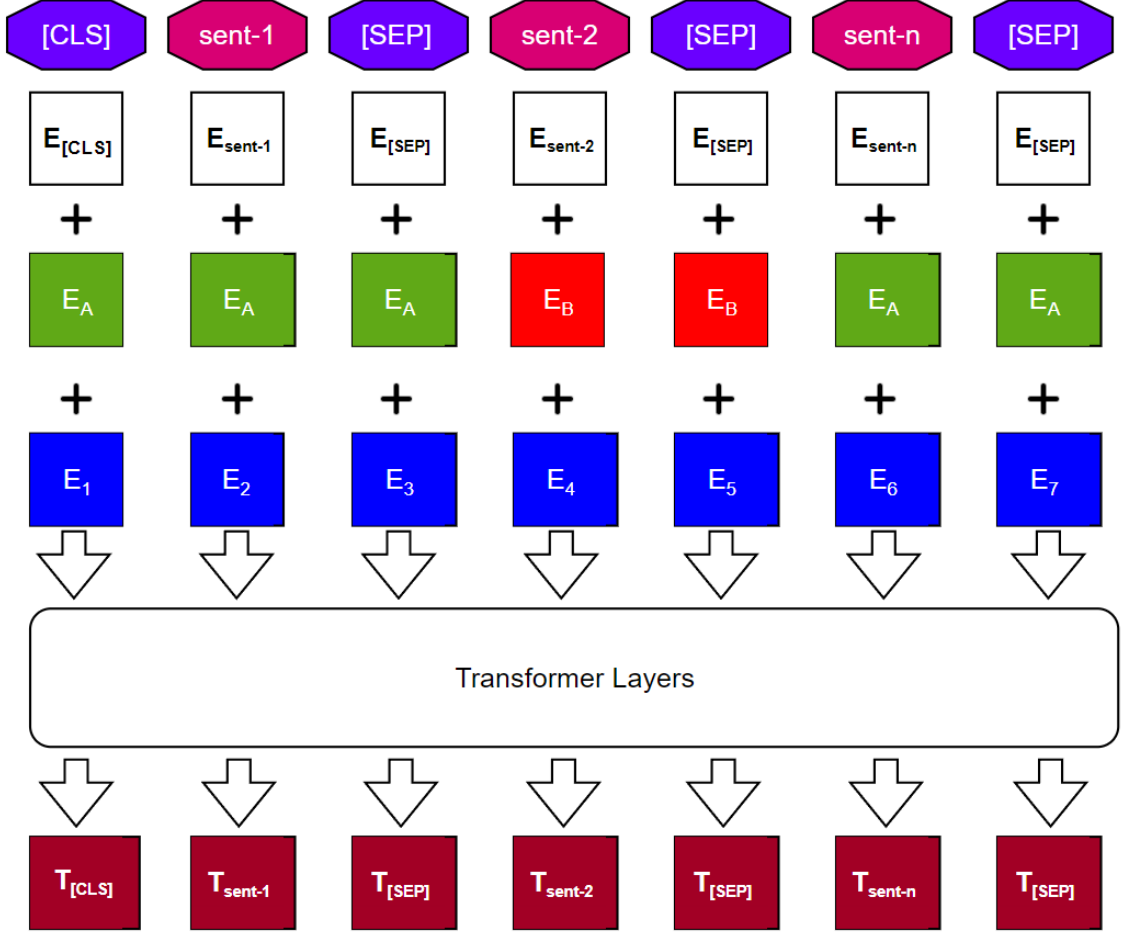 [CLS] sent-1 [SEP] sent-2 [SEP] sent-n [SEP]
E[CLS] Esent-1 E[SEP] Esent-2 E[SEP] Esent-n E[SEP]
+ + + + + + +
EA EA EA EB EB EA EA
+ + + + + + +
E1 E2 E3 E4 E5 E6 E7
Transformer Layers
T[CLS] Tsent-1 T[SEP] Tsent-2 T[SEP] Tsent-n T[SEP]